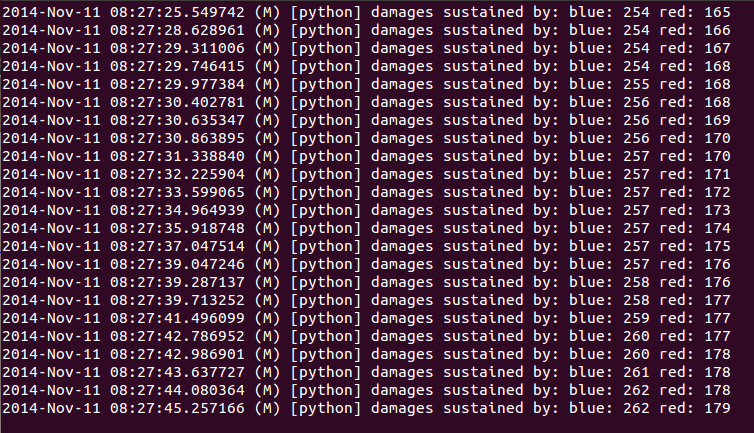 2014-Nov-11 08:27:25.549742 (M) [python] damages sustained by: blue: 254 red: 165
2014-Nov-11 08:27:28.628961 (M) [python] damages sustained by: blue: 254 red: 166
2014-Nov-11 08:27:29.311006 (M) [python] damages sustained by: blue: 254 red: 167
2014-Nov-11 08:27:29.746415 (M) [python] damages sustained by: blue: 254 red: 168
2014-Nov-11 08:27:29.977384 (M) [python] damages sustained by: blue: 255 red: 168
2014-Nov-11 08:27:30.402781 (M) [python] damages sustained by: blue: 256 red: 168
2014-Nov-11 08:27:30.635347 (M) [python] damages sustained by: blue: 256 red: 169
2014-Nov-11 08:27:30.863895 (M) [python] damages sustained by: blue: 256 red: 170
2014-Nov-11 08:27:31.338840 (M) [python] damages sustained by: blue: 257 red: 170
2014-Nov-11 08:27:32.225904 (M) [python] damages sustained by: blue: 257 red: 171
2014-Nov-11 08:27:33.599065 (M) [python] damages sustained by: blue: 257 red: 172
2014-Nov-11 08:27:34.964939 (M) [python] damages sustained by: blue: 257 red: 173
2014-Nov-11 08:27:35.918748 (M) [python] damages sustained by: blue: 257 red: 174
2014-Nov-11 08:27:37.047514 (M) [python] damages sustained by: blue: 257 red: 175
2014-Nov-11 08:27:39.047246 (M) [python] damages sustained by: blue: 257 red: 176
2014-Nov-11 08:27:39.287137 (M) [python] damages sustained by: blue: 258 red: 176
2014-Nov-11 08:27:39.713252 (M) [python] damages sustained by: blue: 258 red: 177
2014-Nov-11 08:27:41.496099 (M) [python] damages sustained by: blue: 259 red: 177
2014-Nov-11 08:27:42.786952 (M) [python] damages sustained by: blue: 260 red: 177
2014-Nov-11 08:27:42.986901 (M) [python] damages sustained by: blue: 260 red: 178
2014-Nov-11 08:27:43.637727 (M) [python] damages sustained by: blue: 261 red: 178
2014-Nov-11 08:27:44.080364 (M) [python] damages sustained by: blue: 262 red: 178
2014-Nov-11 08:27:45.257166 (M) [python] damages sustained by: blue: 262 red: 179